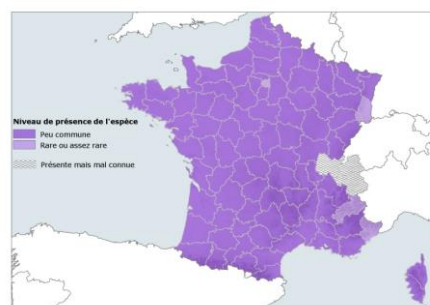 Niveau de présence de l'espèce
Peu commune
Rare ou assez rare
Présente mais mal connue